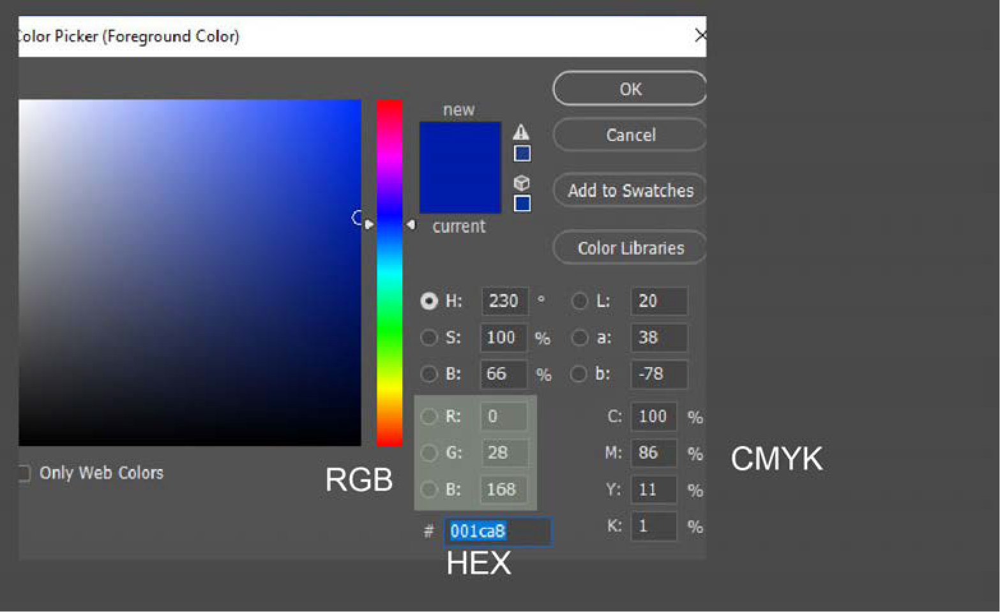 Color Picker (Foreground Color)
new
current
OK
Cancel
Add to Swatches
Color Libraries
H: 230 °
S: 100 %
B: 66 %
L: 20
a: 38
b: -78
R: 0
G: 28
B: 168
# 001ca8
C: 100 %
M: 86 %
Y: 11 %
K: 1 %
Only Web Colors
RGB
HEX
CMYK